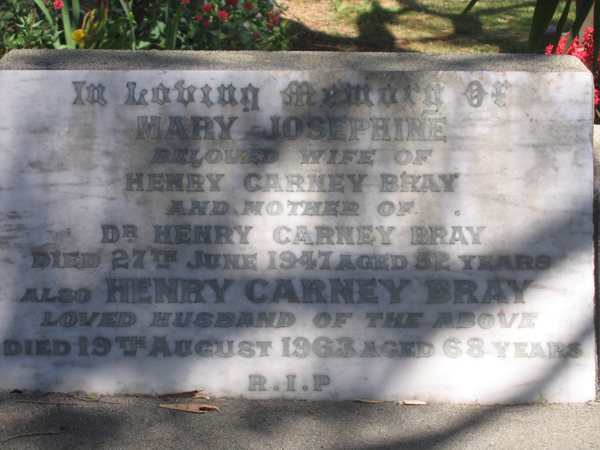 In Loving Memory Of
MARY JOSEPHINE
BELOVED WIFE OF
HENRY CARNEY BRAY
AND MOTHER OF
DR HENRY CARNEY BRAY
DIED 27TH JUNE 1947 AGED 52 YEARS
ALSO HENRY CARNEY BRAY
LOVED HUSBAND OF THE ABOVE
DIED 19TH AUGUST 1963 AGED 68 YEARS
R.I.P